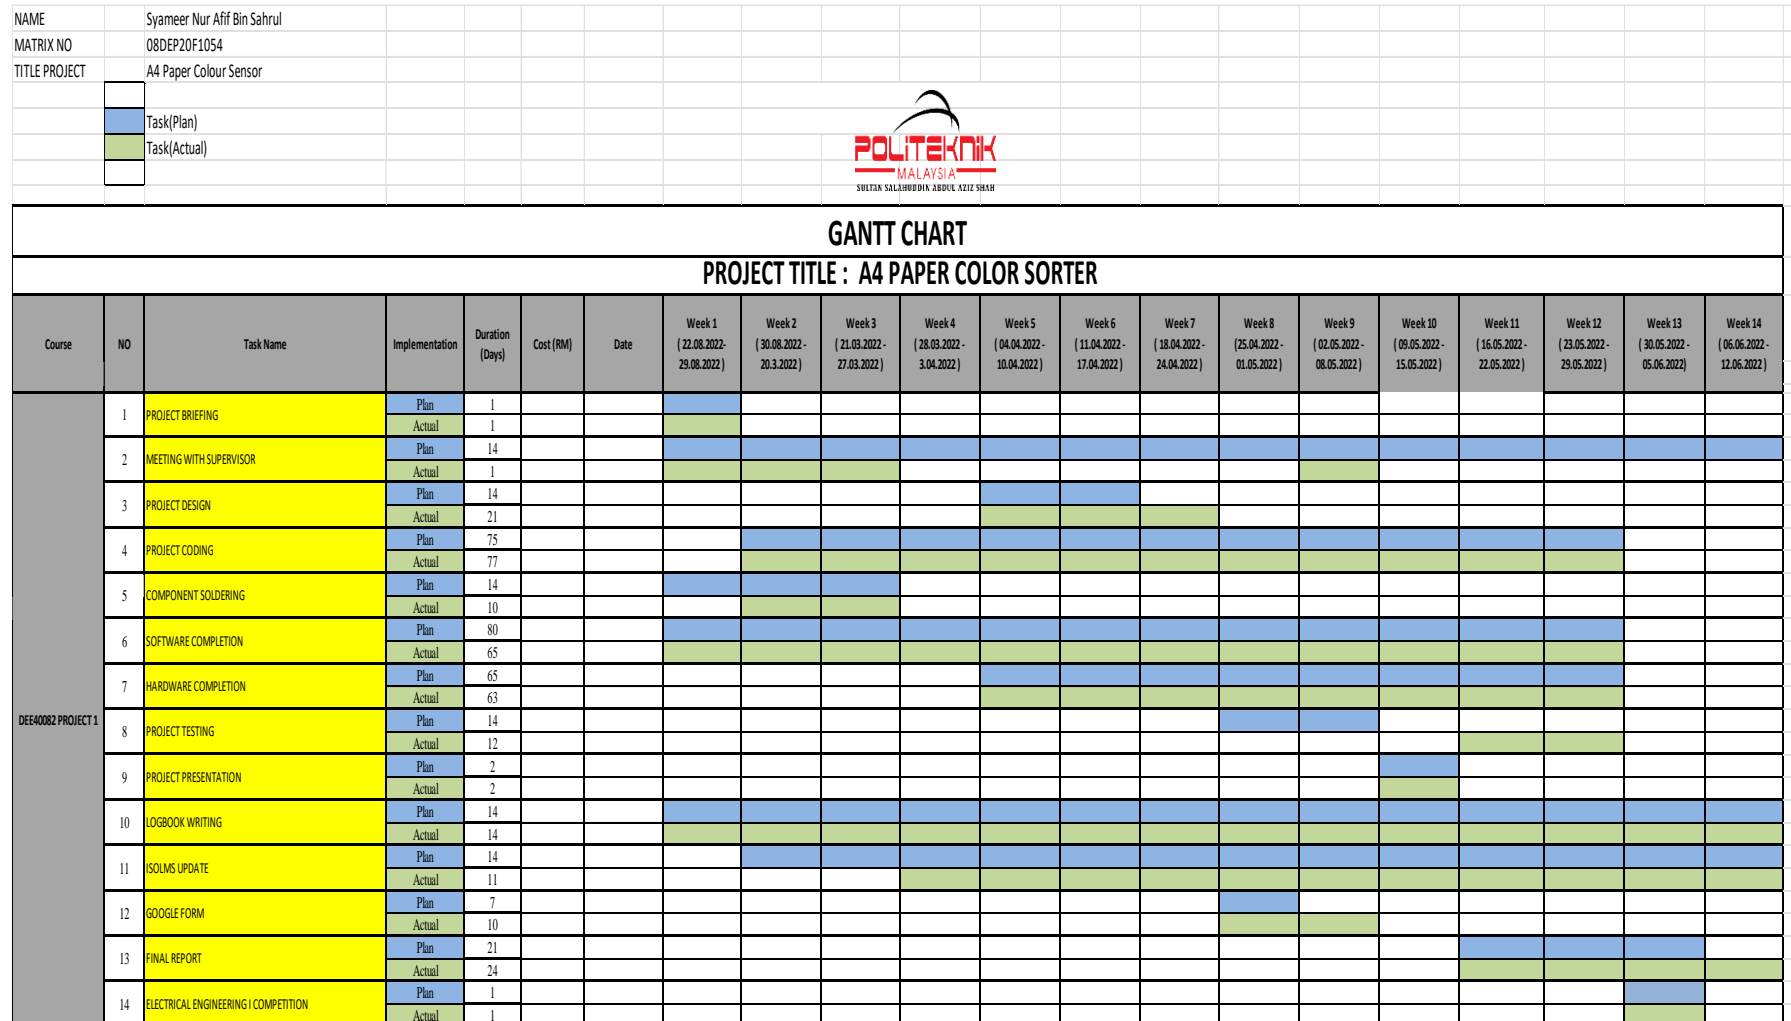 NAME Syameer Nur Afif Bin Sahrul
MATRIX NO 08DEP20F1054
TITLE PROJECT A4 Paper Colour Sensor
Task(Plan)
Task(Actual)
POLITEKNIK
MALAYSIA
SULTAN SALAHUDDIN ABDUL AZIZ SHAH
GANTT CHART
PROJECT TITLE : A4 PAPER COLOR SORTER
Course NO Task Name Implementation Duration (Days) Cost (RM) Date Week 1 ( 22.08.2022- 29.08.2022 ) Week 2 ( 30.08.2022 - 20.3.2022 ) Week 3 ( 21.03.2022 - 27.03.2022 ) Week 4 ( 28.03.2022 - 3.04.2022 ) Week 5 ( 04.04.2022 - 10.04.2022 ) Week 6 ( 11.04.2022 - 17.04.2022 ) Week 7 ( 18.04.2022 - 24.04.2022 ) Week 8 (25.04.2022 - 01.05.2022 ) Week 9 ( 02.05.2022 - 08.05.2022 ) Week 10 ( 09.05.2022 - 15.05.2022 ) Week 11 ( 16.05.2022 - 22.05.2022 ) Week 12 ( 23.05.2022 - 29.05.2022 ) Week 13 ( 30.05.2022 - 05.06.2022) Week 14 ( 06.06.2022 - 12.06.2022 )
DEE40082 PROJECT 1
1 PROJECT BRIEFING Plan 1
Actual 1
2 MEETING WITH SUPERVISOR Plan 14
Actual 1
3 PROJECT DESIGN Plan 14
Actual 21
4 PROJECT CODING Plan 75
Actual 77
5 COMPONENT SOLDERING Plan 14
Actual 10
6 SOFTWARE COMPLETION Plan 80
Actual 65
7 HARDWARE COMPLETION Plan 65
Actual 63
8 PROJECT TESTING Plan 14
Actual 12
9 PROJECT PRESENTATION Plan 2
Actual 2
10 LOGBOOK WRITING Plan 14
Actual 14
11 ISOLMS UPDATE Plan 14
Actual 11
12 GOOGLE FORM Plan 7
Actual 10
13 FINAL REPORT Plan 21
Actual 24
14 ELECTRICAL ENGINEERING I COMPETITION Plan 1
Actual 1